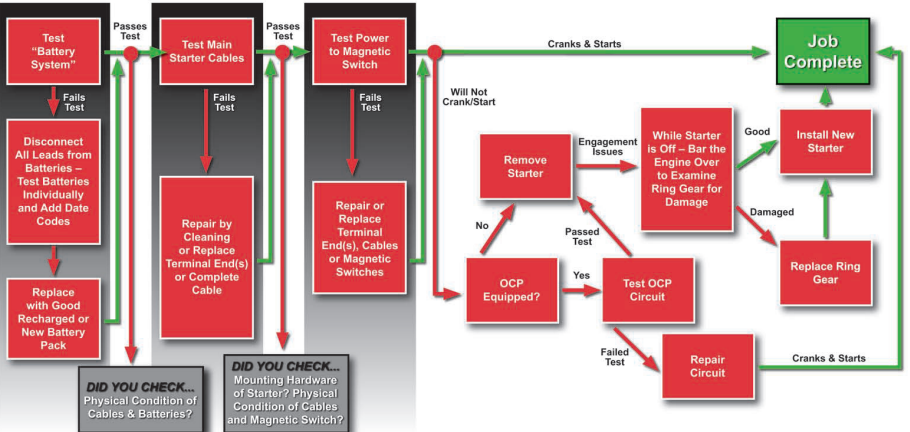 Test
“Battery
System”
Passes
Test
Fails
Test
Disconnect
All Leads from
Batteries –
Test Batteries
Individually
and Add Date
Codes
Replace
with Good
Recharged or
New Battery
Pack
DID YOU CHECK...
Physical Condition of
Cables & Batteries?
Test Main
Starter Cables
Passes
Test
Fails
Test
Repair by
Cleaning
or Replace
Terminal End(s)
or Complete
Cable
DID YOU CHECK...
Mounting Hardware
of Starter? Physical
Condition of Cables
and Magnetic Switch?
Test Power
to Magnetic
Switch
Fails
Test
Repair or
Replace
Terminal
End(s), Cables
or Magnetic
Switches
Cranks & Starts
Will Not
Crank/Start
Job
Complete
OCP
Equipped?
No
Yes
Remove
Starter
Engagement
Issues
Passed
Test
Test OCP
Circuit
Failed
Test
Repair
Circuit
Cranks & Starts
While Starter
is Off – Bar the
Engine Over
to Examine
Ring Gear for
Damage
Good
Damaged
Install New
Starter
Replace Ring
Gear